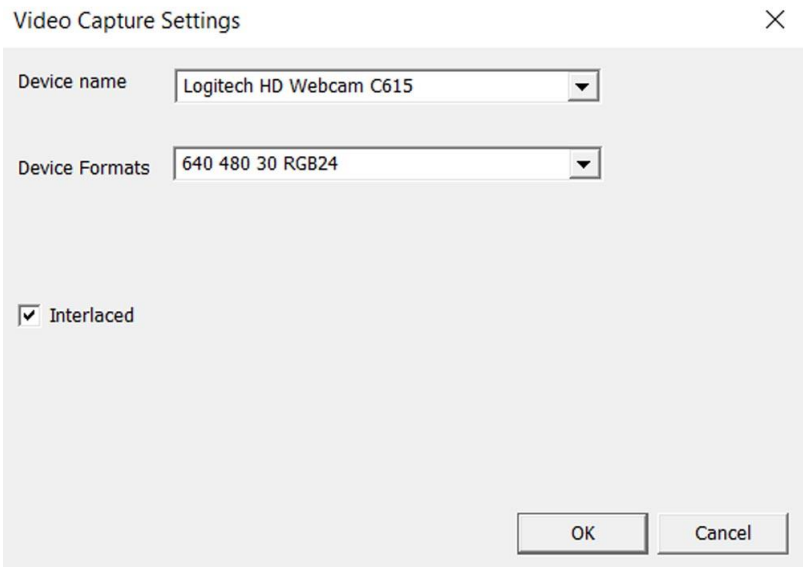 Video Capture Settings
Device name
Logitech HD Webcam C615
Device Formats
640 480 30 RGB24
Interlaced
OK
Cancel